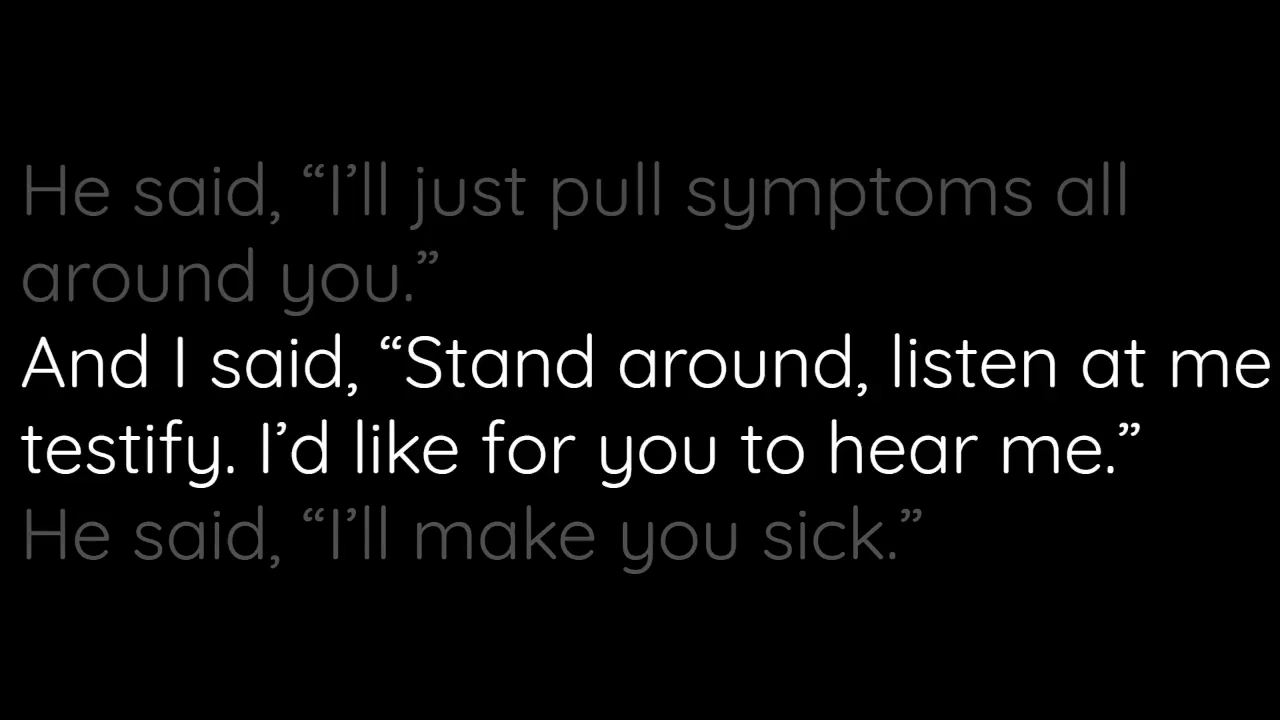 He said, “I’ll just pull symptoms all
around you.”
And I said, “Stand around, listen at me
testify. I’d like for you to hear me.”
He said, “I’ll make you sick.”